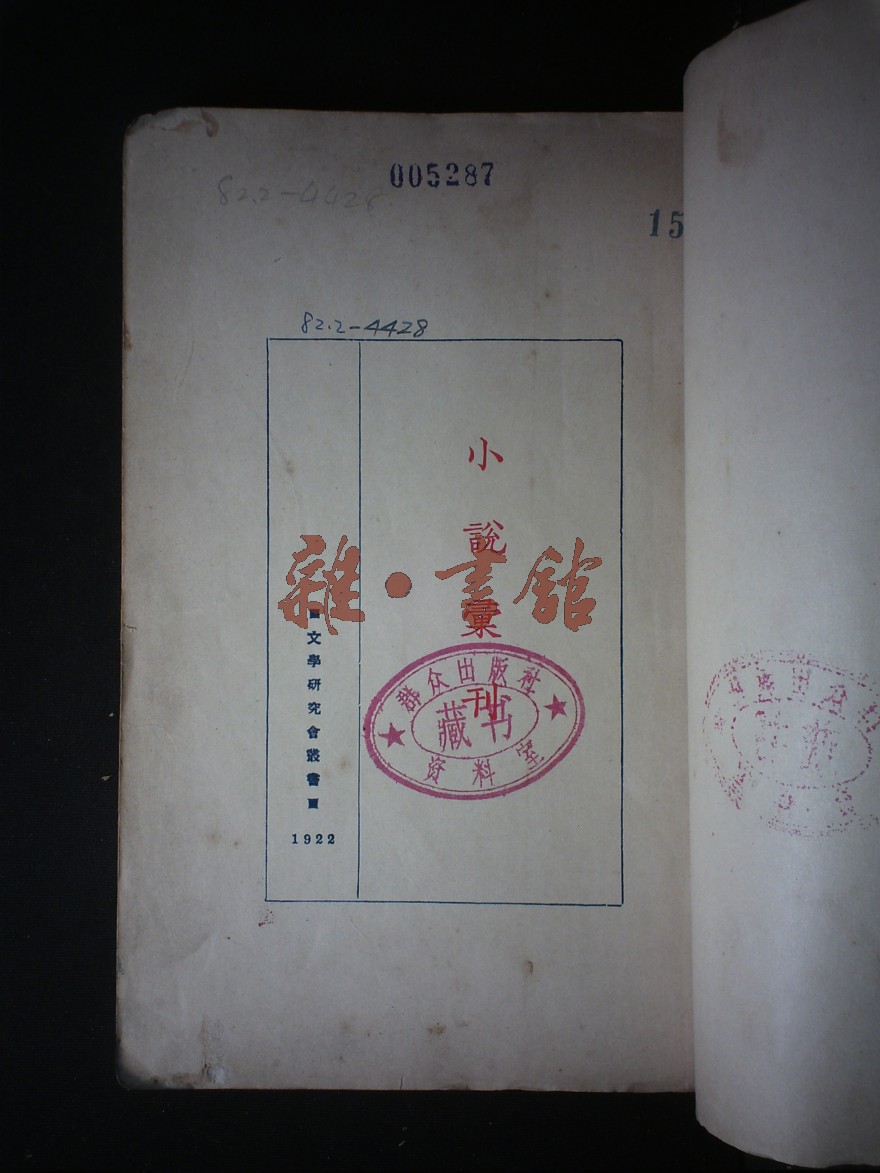 005287
82.2-4428
15
82.2-4428
小說彙刊
文學研究會叢書
1922
雜·書館
群众出版社
藏书
资料室